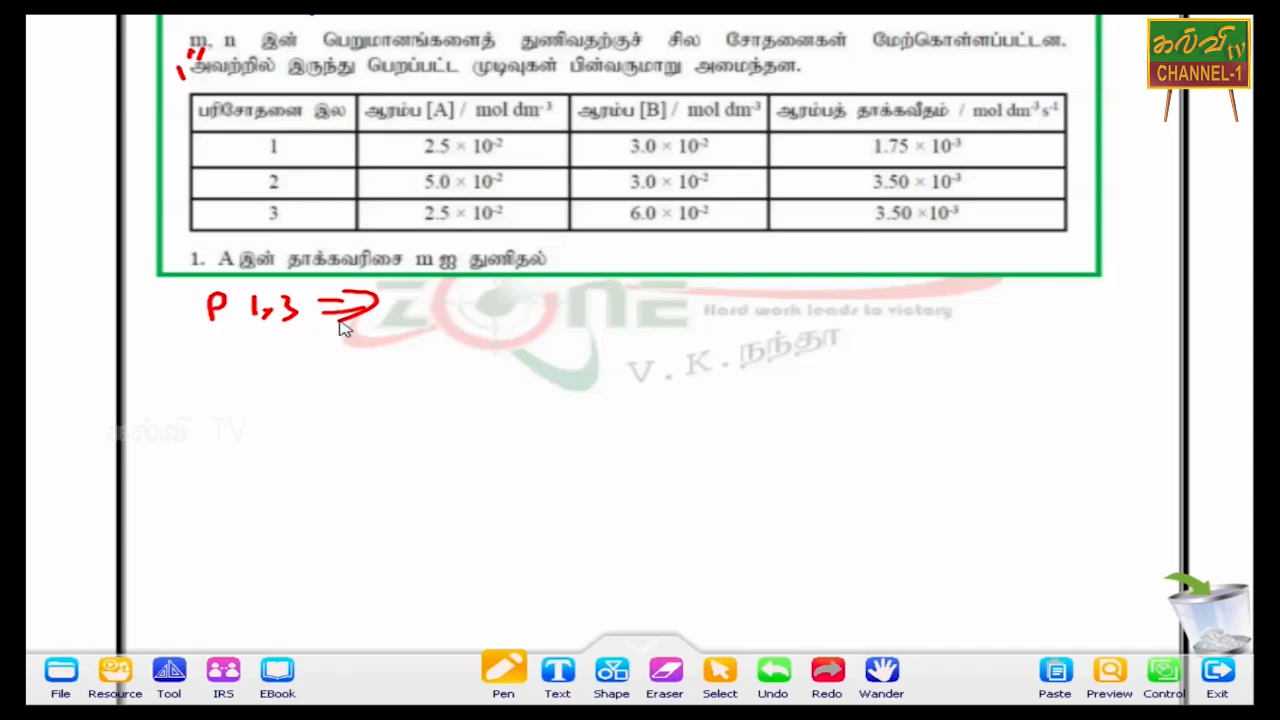 m, n இன் பெறுமானங்களைத் துணிவதற்குச் சில சோதனைகள் மேற்கொள்ளப்பட்டன.
அவற்றில் இருந்து பெறப்பட்ட முடிவுகள் பின்வருமாறு அமைந்தன.
கல்வி TV
CHANNEL-1
பரிசோதனை இல ஆரம்ப [A] / mol dm⁻³ ஆரம்ப [B] / mol dm⁻³ ஆரம்பத் தாக்கவீதம் / mol dm⁻³s⁻¹
1 2.5 × 10⁻² 3.0 × 10⁻² 1.75 × 10⁻³
2 5.0 × 10⁻² 3.0 × 10⁻² 3.50 × 10⁻³
3 2.5 × 10⁻² 6.0 × 10⁻² 3.50 ×10⁻³
1. A இன் தாக்கவரிசை m ஐ துணிதல்
P 1, 3 ⇒
ZONE
Hard work leads to victory
V . K . நந்தா
கல்வி TV
File Resource Tool IRS EBook Pen Text Shape Eraser Select Undo Redo Wander Paste Preview Control Exit